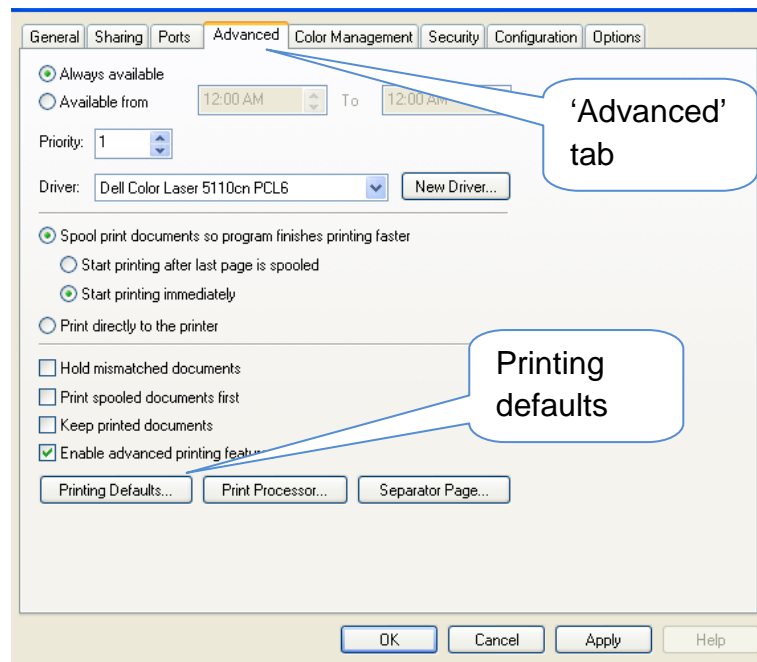 General Sharing Ports Advanced Color Management Security Configuration Options
Always available
Available from 12:00 AM To 12:00 AM
'Advanced'
tab
Priority: 1
Driver: Dell Color Laser 5110cn PCL6 New Driver...
Spool print documents so program finishes printing faster
Start printing after last page is spooled
Start printing immediately
Print directly to the printer
Printing
defaults
Hold mismatched documents
Print spooled documents first
Keep printed documents
Enable advanced printing
Printing Defaults... Print Processor... Separator Page...
OK Cancel Apply Help